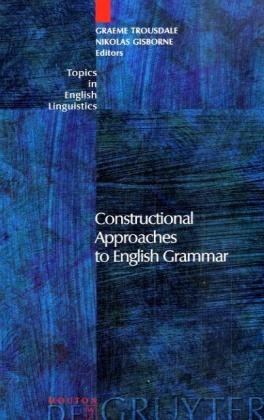 GRAEME TROUSDALE
NIKOLAS GISBORNE
Editors
Topics
in
English
Linguistics
Constructional
Approaches
to English Grammar
MOUTON
DE GRUYTER